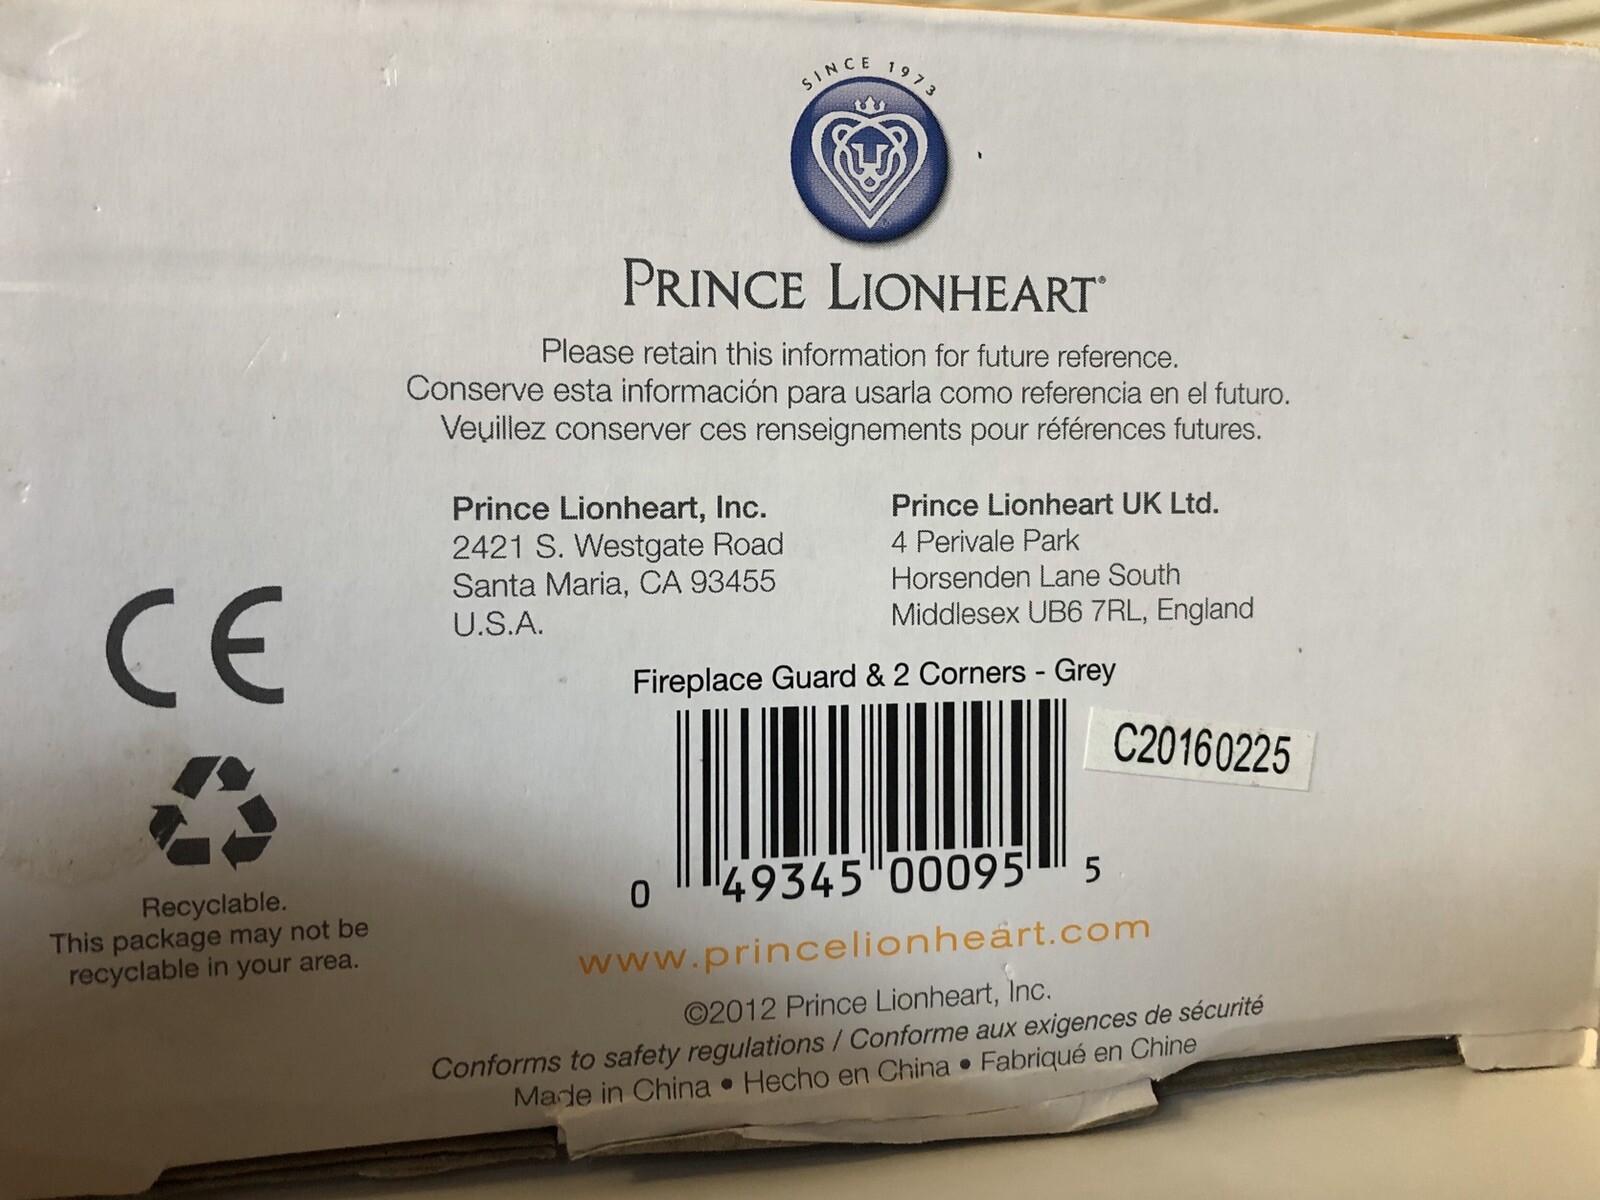 SINCE 1973
PRINCE LIONHEART®
Please retain this information for future reference.
Conserve esta información para usarla como referencia en el futuro.
Veuillez conserver ces renseignements pour références futures.
Prince Lionheart, Inc.
2421 S. Westgate Road
Santa Maria, CA 93455
U.S.A.
Prince Lionheart UK Ltd.
4 Perivale Park
Horsenden Lane South
Middlesex UB6 7RL, England
CE
Fireplace Guard & 2 Corners - Grey
C20160225
0 49345 00095 5
Recyclable.
This package may not be
recyclable in your area.
www.princelionheart.com
©2012 Prince Lionheart, Inc.
Conforms to safety regulations / Conforme aux exigences de sécurité
Made in China • Hecho en China • Fabriqué en Chine